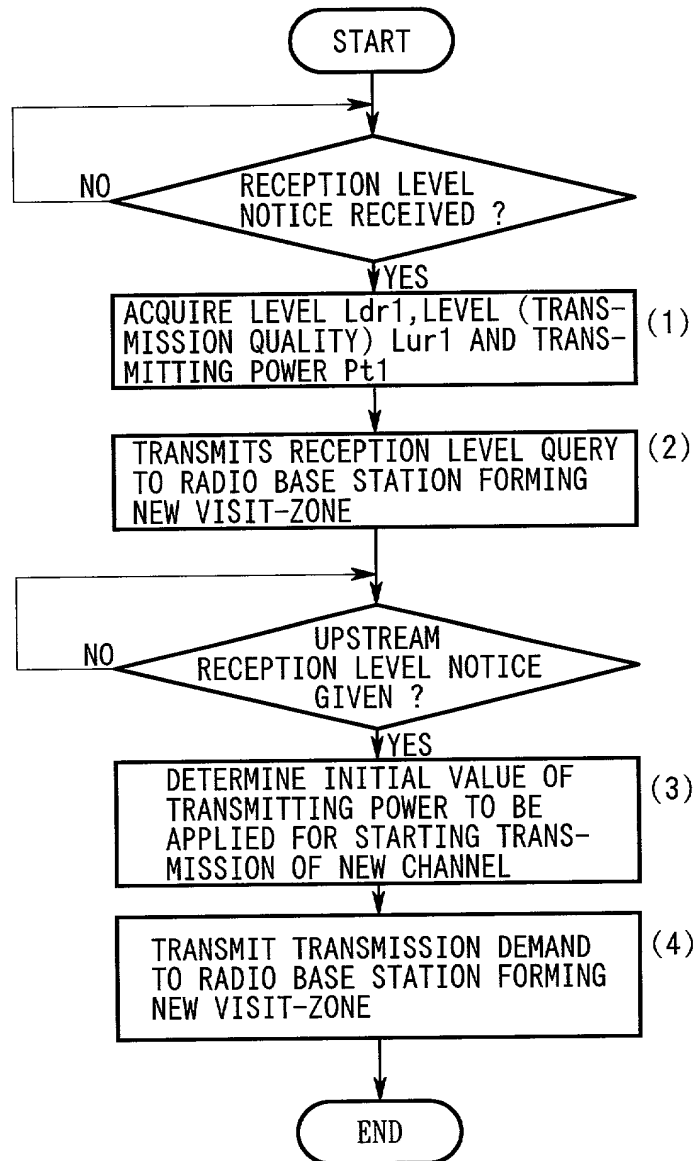 START
NO
RECEPTION LEVEL
NOTICE RECEIVED ?
YES
ACQUIRE LEVEL Ldr1,LEVEL (TRANS-
MISSION QUALITY) Lur1 AND TRANS-
MITTING POWER Pt1
(1)
TRANSMITS RECEPTION LEVEL QUERY
TO RADIO BASE STATION FORMING
NEW VISIT-ZONE
(2)
NO
UPSTREAM
RECEPTION LEVEL NOTICE
GIVEN ?
YES
DETERMINE INITIAL VALUE OF
TRANSMITTING POWER TO BE
APPLIED FOR STARTING TRANS-
MISSION OF NEW CHANNEL
(3)
TRANSMIT TRANSMISSION DEMAND
TO RADIO BASE STATION FORMING
NEW VISIT-ZONE
(4)
END